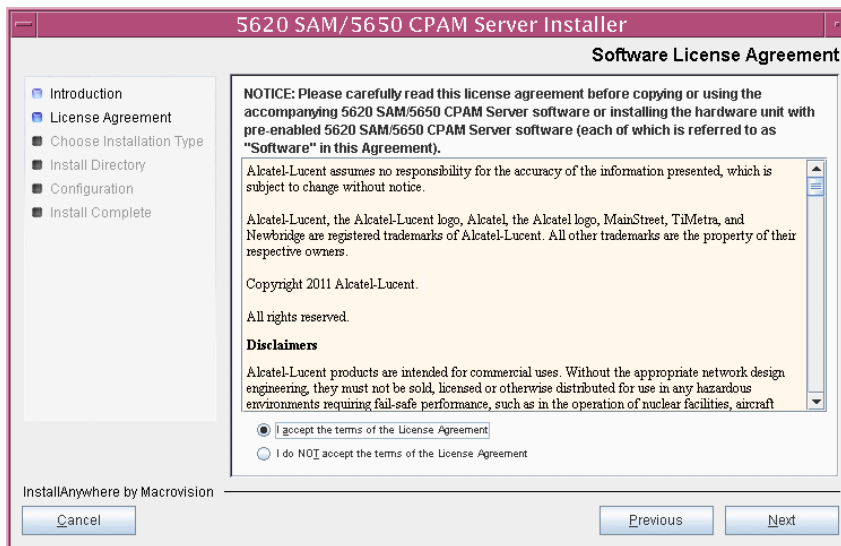 5620 SAM/5650 CPAM Server Installer
Software License Agreement
Introduction
License Agreement
Choose Installation Type
Install Directory
Configuration
Install Complete
NOTICE: Please carefully read this license agreement before copying or using the
accompanying 5620 SAM/5650 CPAM Server software or installing the hardware unit with
pre-enabled 5620 SAM/5650 CPAM Server software (each of which is referred to as
"Software" in this Agreement).
Alcatel-Lucent assumes no responsibility for the accuracy of the information presented, which is
subject to change without notice.
Alcatel-Lucent, the Alcatel-Lucent logo, Alcatel, the Alcatel logo, MainStreet, TiMetra, and
Newbridge are registered trademarks of Alcatel-Lucent. All other trademarks are the property of their
respective owners.
Copyright 2011 Alcatel-Lucent.
All rights reserved.
Disclaimers
Alcatel-Lucent products are intended for commercial uses. Without the appropriate network design
engineering, they must not be sold, licensed or otherwise distributed for use in any hazardous
environments requiring fail-safe performance, such as in the operation of nuclear facilities, aircraft
I accept the terms of the License Agreement
I do NOT accept the terms of the License Agreement
InstallAnywhere by Macrovision
Cancel
Previous
Next